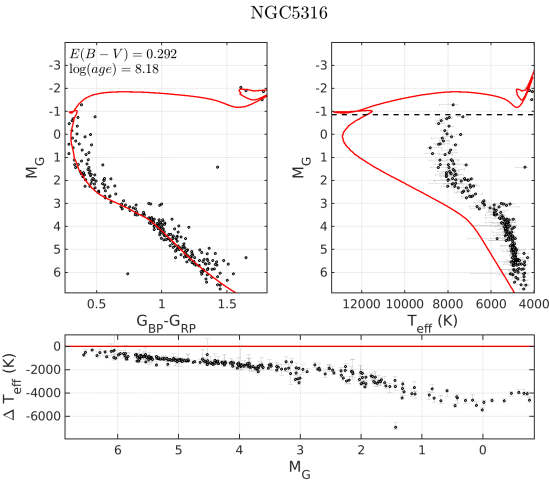 NGC5316
E(B − V) = 0.292
log(age) = 8.18
-3
-2
-1
0
1
2
3
4
5
6
M_G
0.5 1 1.5
G_BP-G_RP
-3
-2
-1
0
1
2
3
4
5
6
M_G
12000 10000 8000 6000 4000
T_eff (K)
0
-2000
-4000
-6000
Δ T_eff (K)
6 5 4 3 2 1 0
M_G